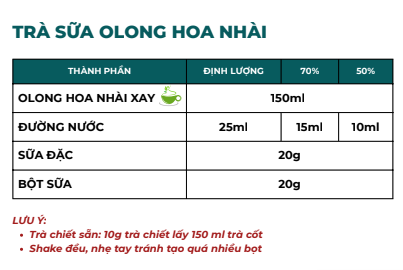 TRÀ SỮA OLONG HOA NHÀI
THÀNH PHẦN ĐỊNH LƯỢNG 70% 50%
OLONG HOA NHÀI XAY 150ml
ĐƯỜNG NƯỚC 25ml 15ml 10ml
SỮA ĐẶC 20g
BỘT SỮA 20g
LƯU Ý:
• Trà chiết sẵn: 10g trà chiết lấy 150 ml trà cốt
• Shake đều, nhẹ tay tránh tạo quá nhiều bọt